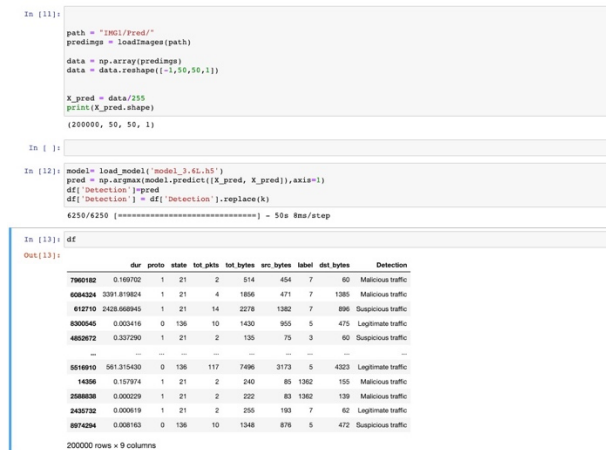 In [11]:
path = "IMG1/Pred/"
predimgs = loadImages(path)
data = np.array(predimgs)
data = data.reshape([-1,50,50,1])
X_pred = data/255
print(X_pred.shape)
(200000, 50, 50, 1)
In [ ]:
In [12]: model= load_model('model_3.6L.h5')
pred = np.argmax(model.predict([X_pred, X_pred]),axis=1)
df['Detection']=pred
df['Detection'] = df['Detection'].replace(k)
6250/6250 [==============================] - 50s 8ms/step
In [13]: df
Out[13]:
dur proto state tot_pkts tot_bytes src_bytes label dst_bytes Detection
7960182 0.169702 1 21 2 514 454 7 60 Malicious traffic
6084324 3391.819824 1 21 4 1856 471 7 1385 Malicious traffic
612710 2428.668945 1 21 14 2278 1382 7 896 Suspicious traffic
8300545 0.003416 0 136 10 1430 955 5 475 Legitimate traffic
4852672 0.337290 1 21 2 135 75 3 60 Suspicious traffic
... ... ... ... ... ... ... ... ... ...
5516910 561.315430 0 136 117 7496 3173 5 4323 Legitimate traffic
14356 0.157974 1 21 2 240 85 1362 155 Malicious traffic
2588838 0.000229 1 21 2 222 83 1362 139 Malicious traffic
2435732 0.000619 1 21 2 255 193 7 62 Legitimate traffic
8974294 0.008163 0 136 10 1348 876 5 472 Suspicious traffic
200000 rows × 9 columns